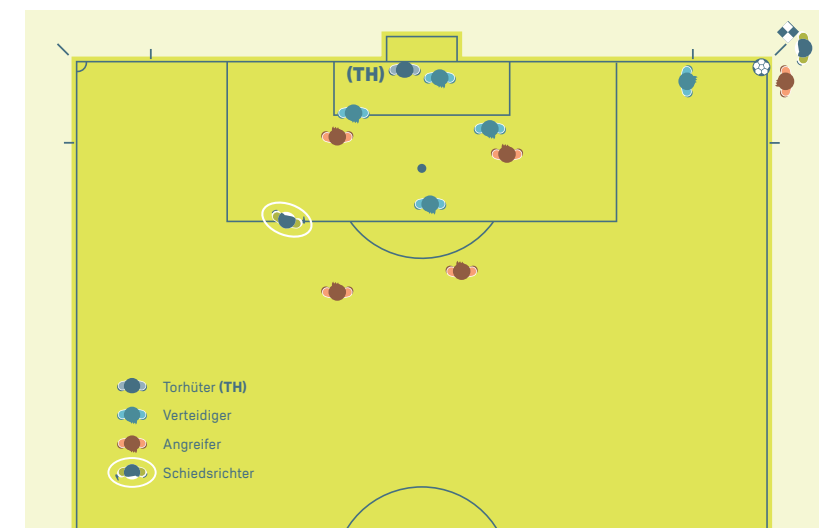 (TH)
Torhüter (TH)
Verteidiger
Angreifer
Schiedsrichter